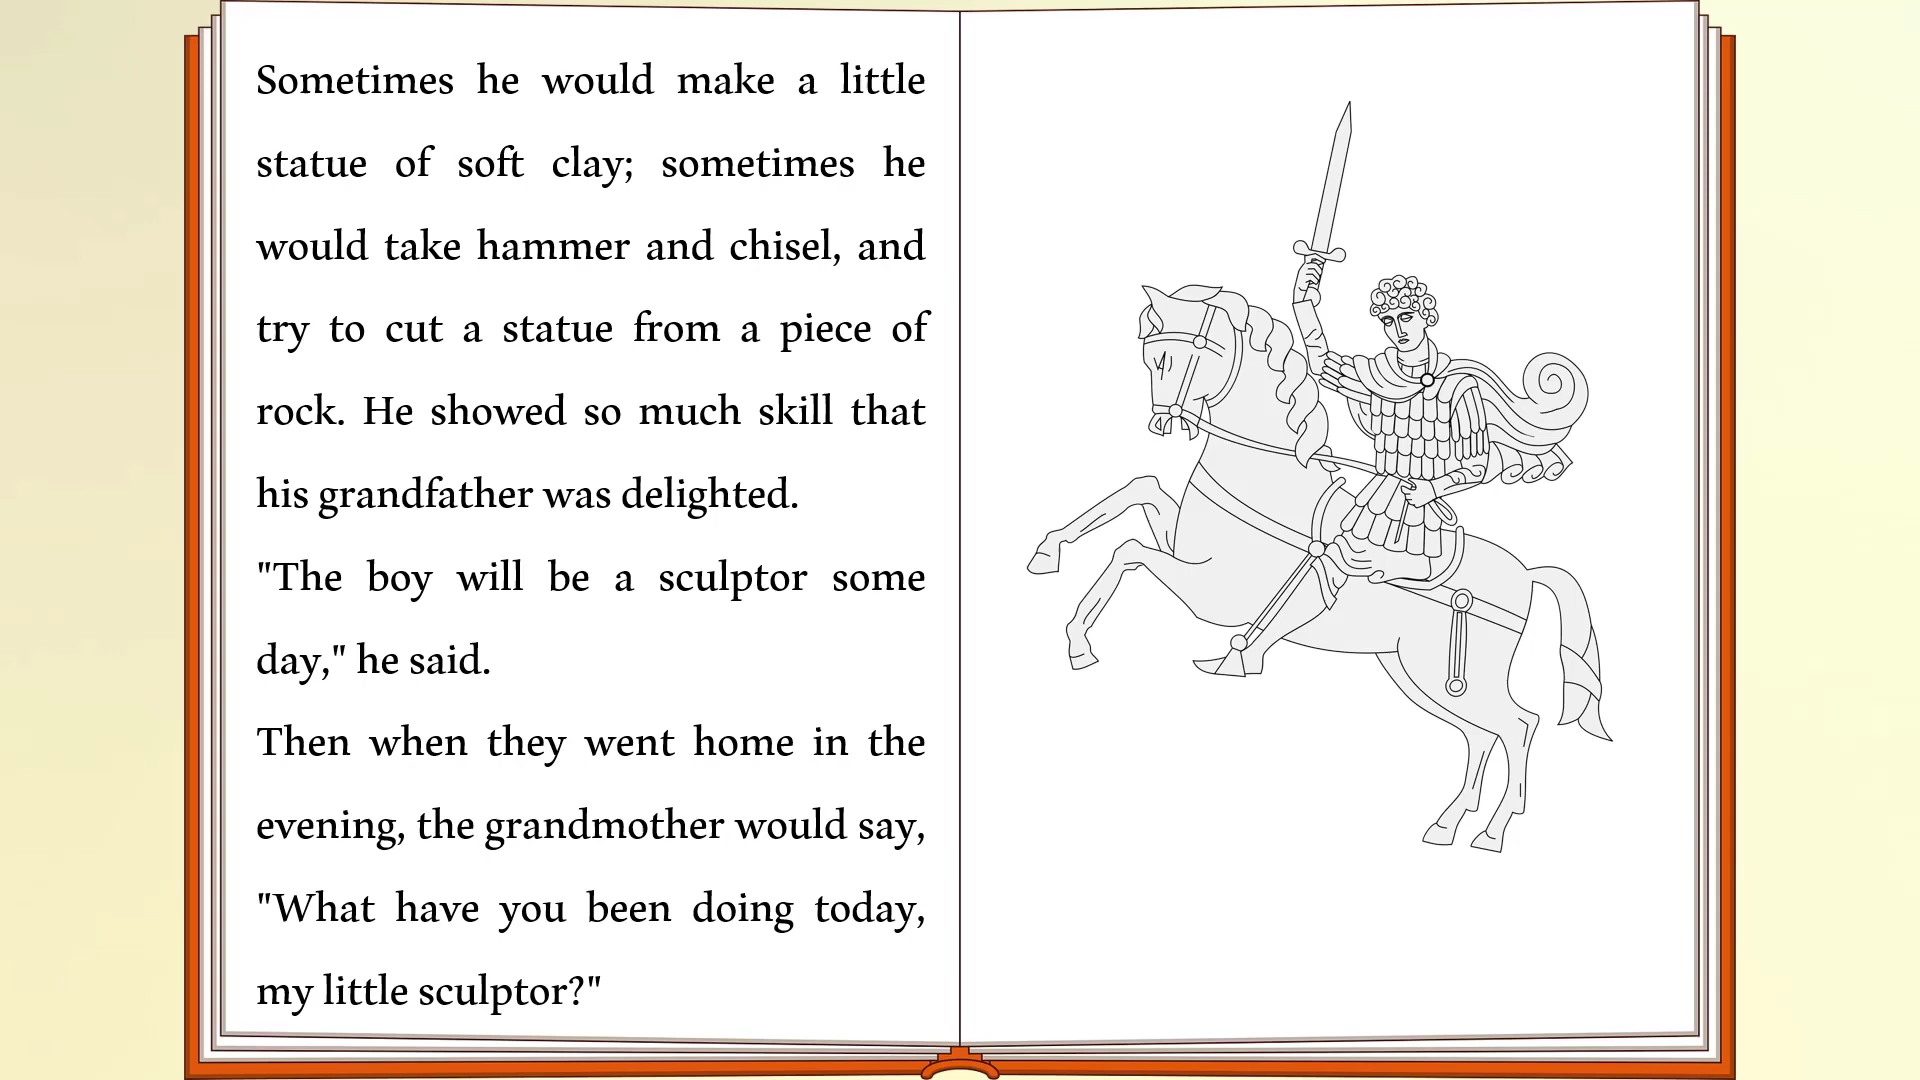 Sometimes he would make a little
statue of soft clay; sometimes he
would take hammer and chisel, and
try to cut a statue from a piece of
rock. He showed so much skill that
his grandfather was delighted.
"The boy will be a sculptor some
day," he said.
Then when they went home in the
evening, the grandmother would say,
"What have you been doing today,
my little sculptor?"